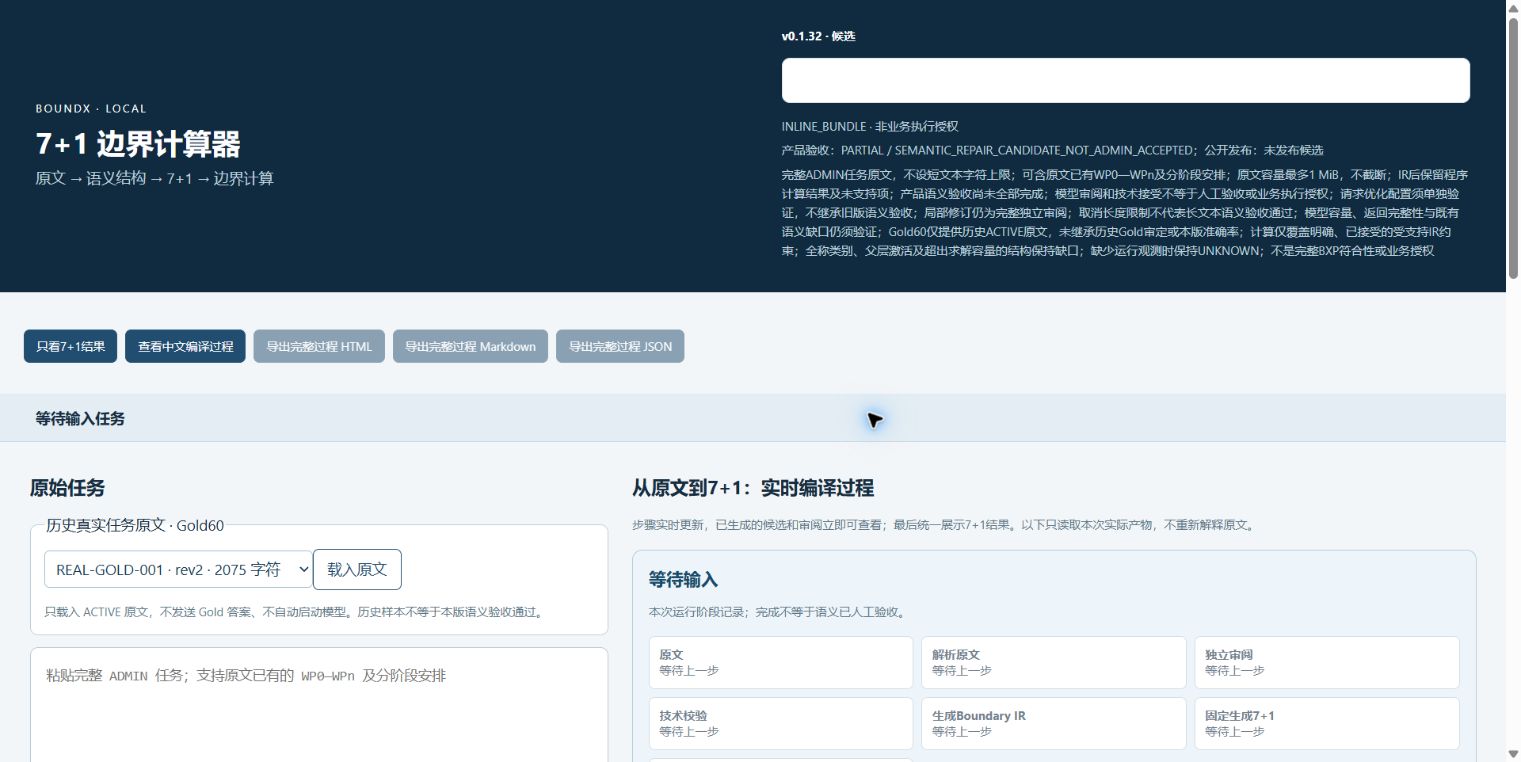 BOUNDX · LOCAL
7+1 边界计算器
原文 → 语义结构 → 7+1 → 边界计算
v0.1.32 · 候选
INLINE_BUNDLE · 非业务执行授权
产品验收：PARTIAL / SEMANTIC_REPAIR_CANDIDATE_NOT_ADMIN_ACCEPTED；公开发布：未发布候选
完整ADMIN任务原文，不设短文本字符上限；可含原文已有WP0—WPn及分阶段安排；原文容量最多1 MiB，不截断；IR后保留程序
计算结果及未支持项；产品语义验收尚未全部完成；模型审阅和技术接受不等于人工验收或业务执行授权；请求优化配置须单独验
证，不继承旧版语义验收；局部修订仍为完整独立审阅；取消长度限制不代表长文本语义验收通过；模型容量、返回完整性与既有
语义缺口仍须验证；Gold60仅提供历史ACTIVE原文，未继承历史Gold审定或本版准确率；计算仅覆盖明确、已接受的受支持IR约
束；全称类别、父层激活及超出求解容量的结构保持缺口；缺少运行观测时保持UNKNOWN；不是完整BXP符合性或业务授权
只看7+1结果
查看中文编译过程
导出完整过程 HTML
导出完整过程 Markdown
导出完整过程 JSON
等待输入任务
原始任务
历史真实任务原文 · Gold60
REAL-GOLD-001 · rev2 · 2075 字符
载入原文
只载入 ACTIVE 原文，不发送 Gold 答案、不自动启动模型。历史样本不等于本版语义验收通过。
粘贴完整 ADMIN 任务；支持原文已有的 WP0—WPn 及分阶段安排
从原文到7+1：实时编译过程
步骤实时更新，已生成的候选和审阅立即可查看；最后统一展示7+1结果。以下只读取本次实际产物，不重新解释原文。
等待输入
本次运行阶段记录；完成不等于语义已人工验收。
原文
等待上一步
解析原文
等待上一步
独立审阅
等待上一步
技术校验
等待上一步
生成Boundary IR
等待上一步
固定生成7+1
等待上一步